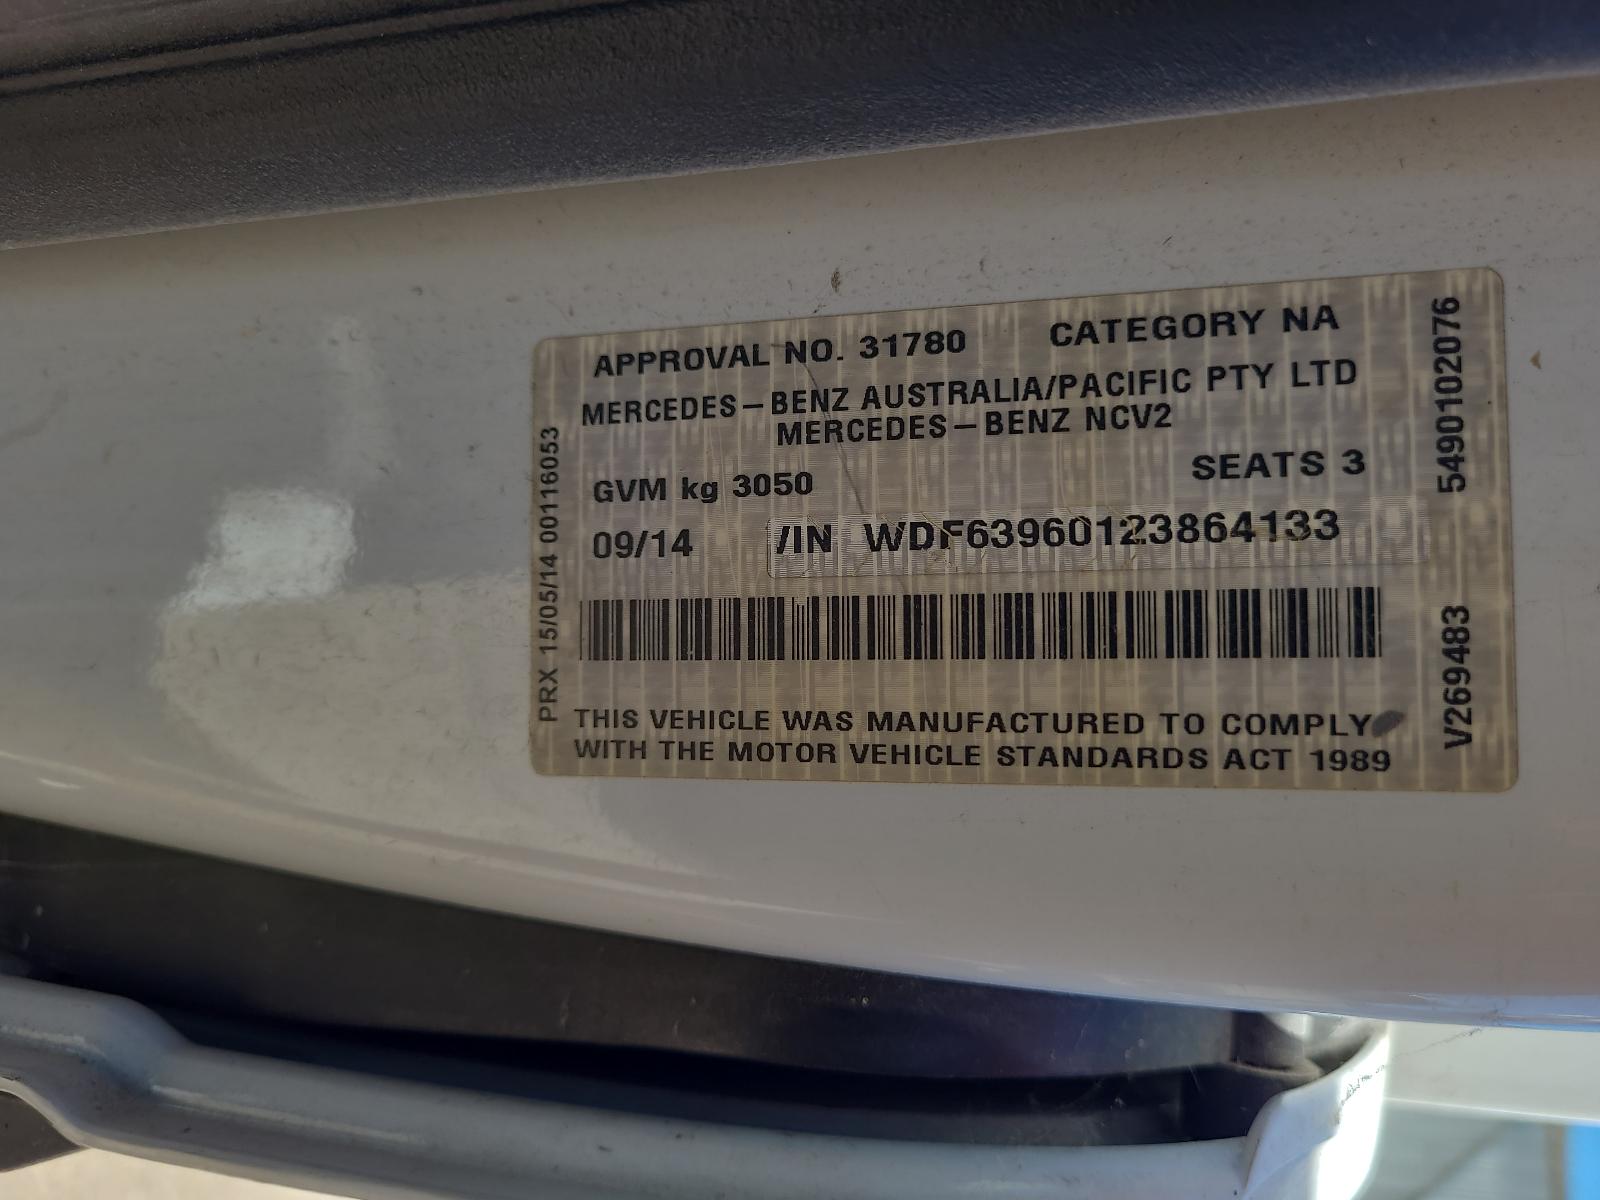 APPROVAL NO. 31780 CATEGORY NA
MERCEDES-BENZ AUSTRALIA/PACIFIC PTY LTD
MERCEDES-BENZ NCV2
GVM kg 3050 SEATS 3
09/14 VIN WDF63960123864133
THIS VEHICLE WAS MANUFACTURED TO COMPLY
WITH THE MOTOR VEHICLE STANDARDS ACT 1989
PRX 15/05/14 00116053
5490102076
V269483